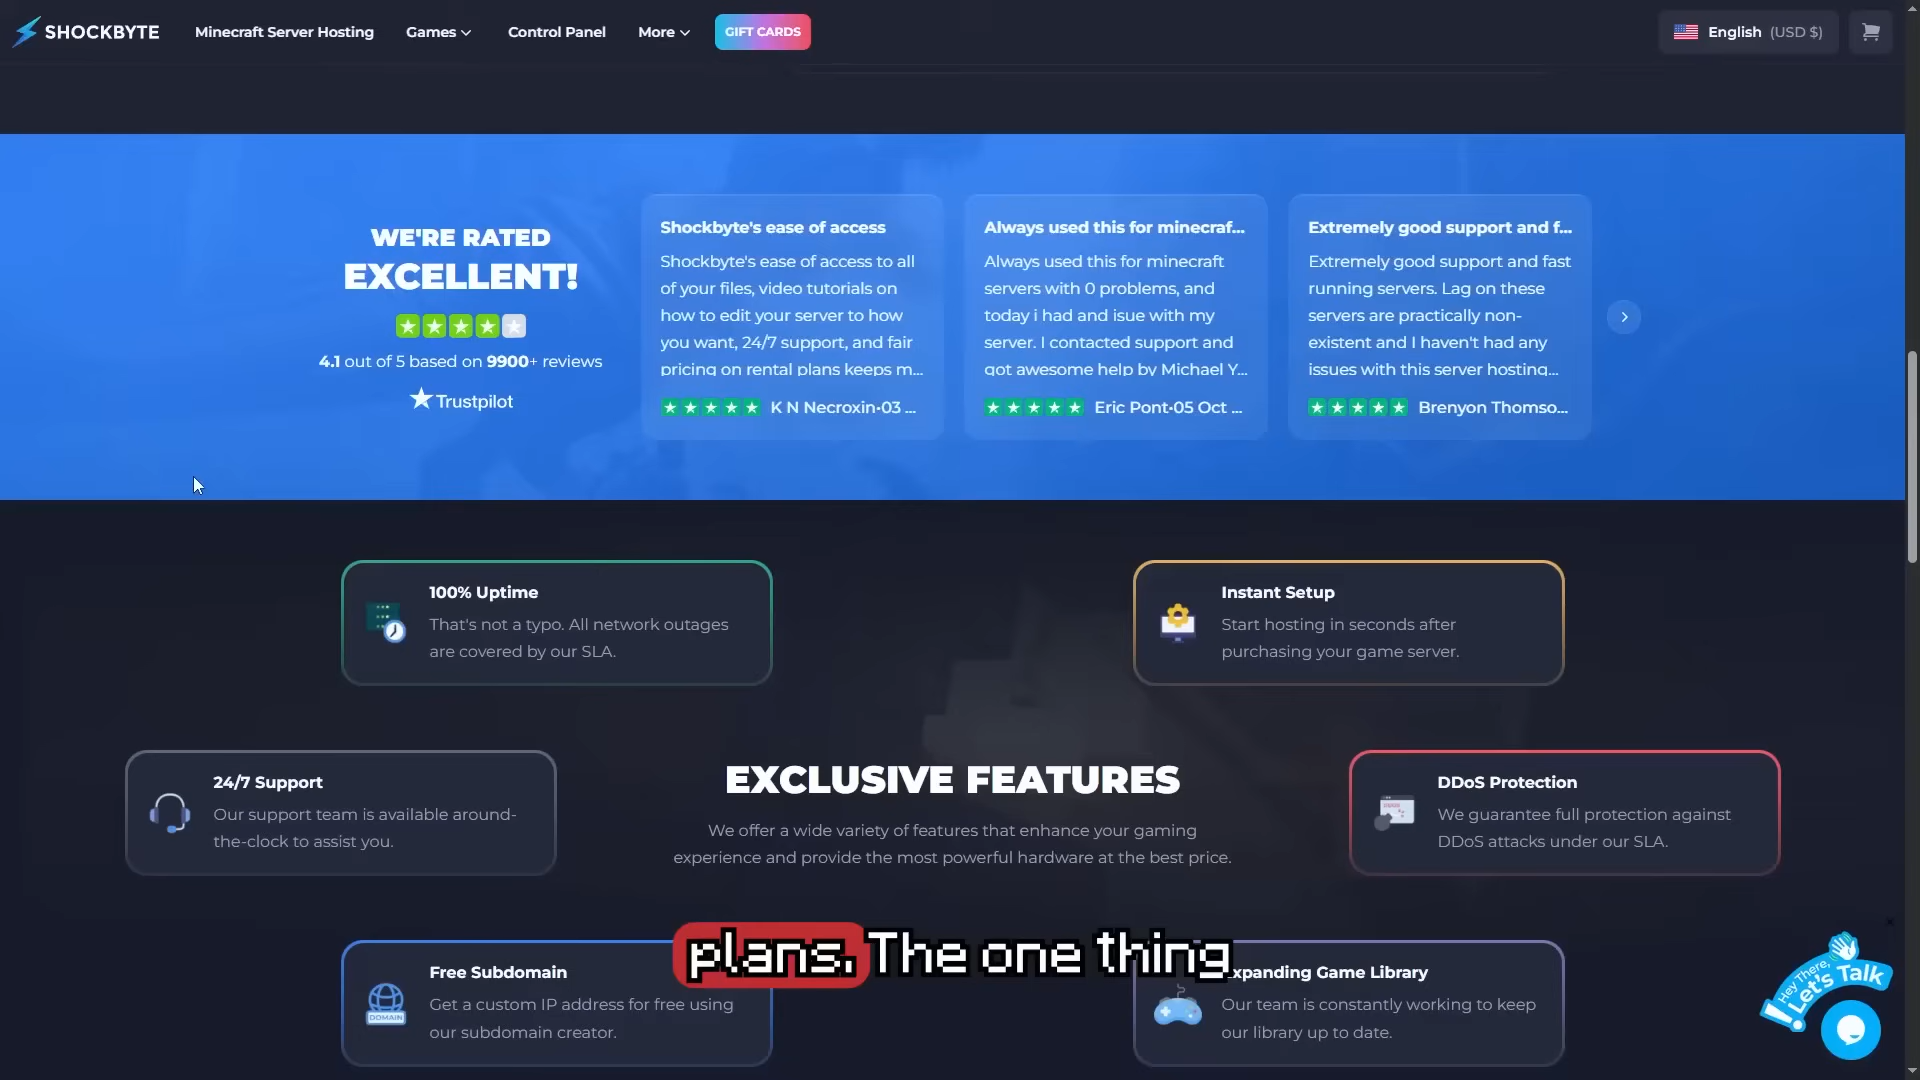 SHOCKBYTE
Minecraft Server Hosting
Games
Control Panel
More
GIFT CARDS
English (USD $)
WE'RE RATED
EXCELLENT!
4.1 out of 5 based on 9900+ reviews
Trustpilot
Shockbyte's ease of access
Shockbyte's ease of access to all
of your files, video tutorials on
how to edit your server to how
you want, 24/7 support, and fair
pricing on rental plans keeps m...
K N Necroxin•03 ...
Always used this for minecraf...
Always used this for minecraft
servers with 0 problems, and
today i had and isue with my
server. I contacted support and
got awesome help by Michael Y...
Eric Pont•05 Oct ...
Extremely good support and f...
Extremely good support and fast
running servers. Lag on these
servers are practically non-
existent and I haven't had any
issues with this server hosting...
Brenyon Thomso...
100% Uptime
That's not a typo. All network outages
are covered by our SLA.
Instant Setup
Start hosting in seconds after
purchasing your game server.
24/7 Support
Our support team is available around-
the-clock to assist you.
EXCLUSIVE FEATURES
We offer a wide variety of features that enhance your gaming
experience and provide the most powerful hardware at the best price.
DDoS Protection
We guarantee full protection against
DDoS attacks under our SLA.
DOMAIN
Free Subdomain
Get a custom IP address for free using
our subdomain creator.
plans. The one thing
xpanding Game Library
Our team is constantly working to keep
our library up to date.
Hey There,
Let's Talk!